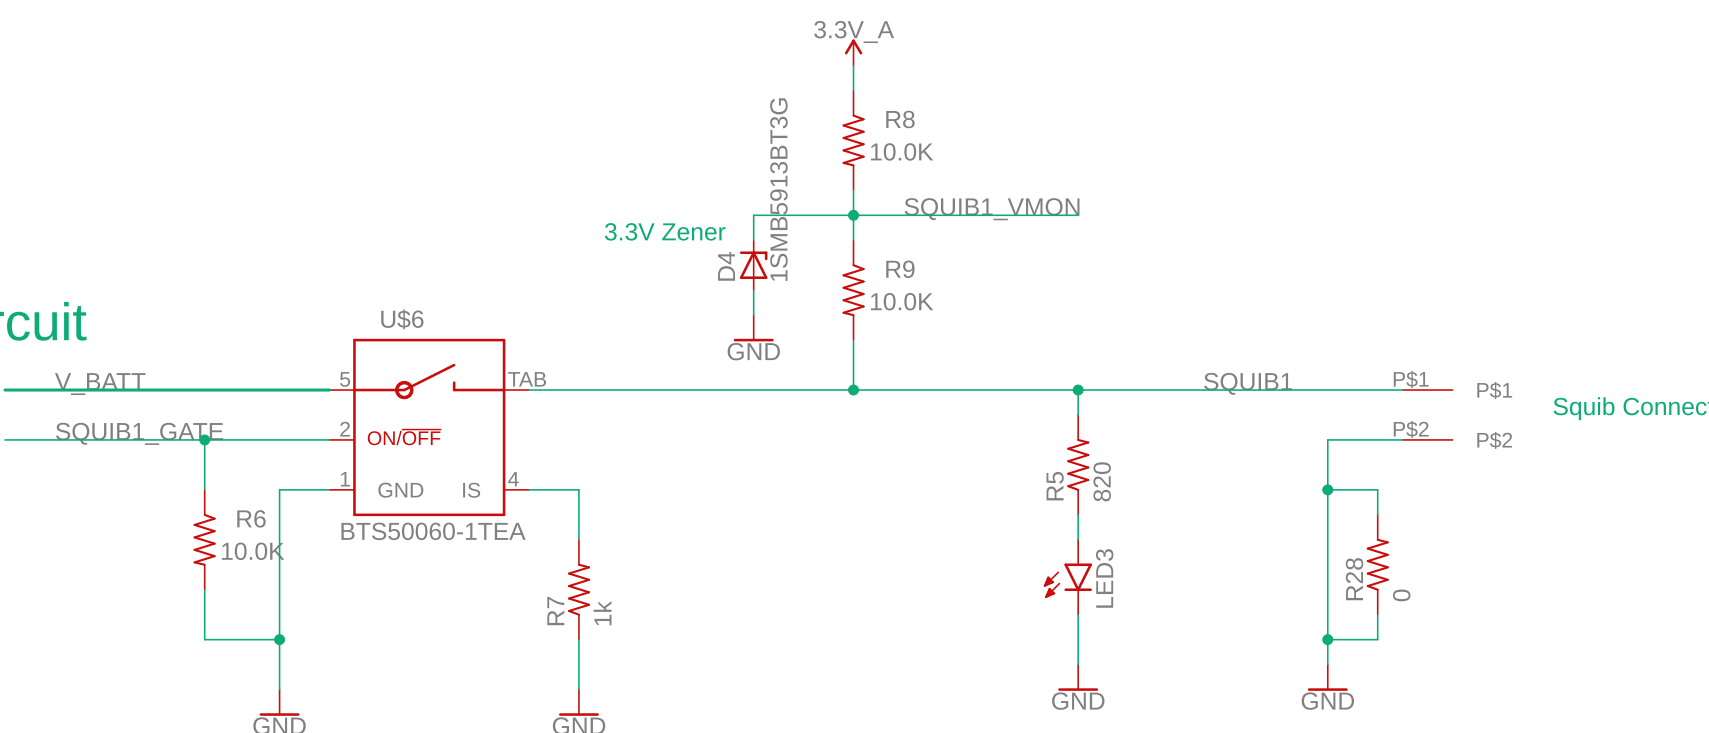 3.3V_A
R8
10.0K
1SMB5913BT3G
SQUIB1_VMON
3.3V Zener
D4
R9
10.0K
GND
rcuit
U$6
V_BATT
5
TAB
SQUIB1
P$1
P$1
Squib Connect
SQUIB1_GATE
2
ON/OFF
P$2
P$2
1
GND
IS
4
BTS50060-1TEA
R6
10.0K
R5
820
R7
1k
LED3
R28
0
GND
GND
GND
GND